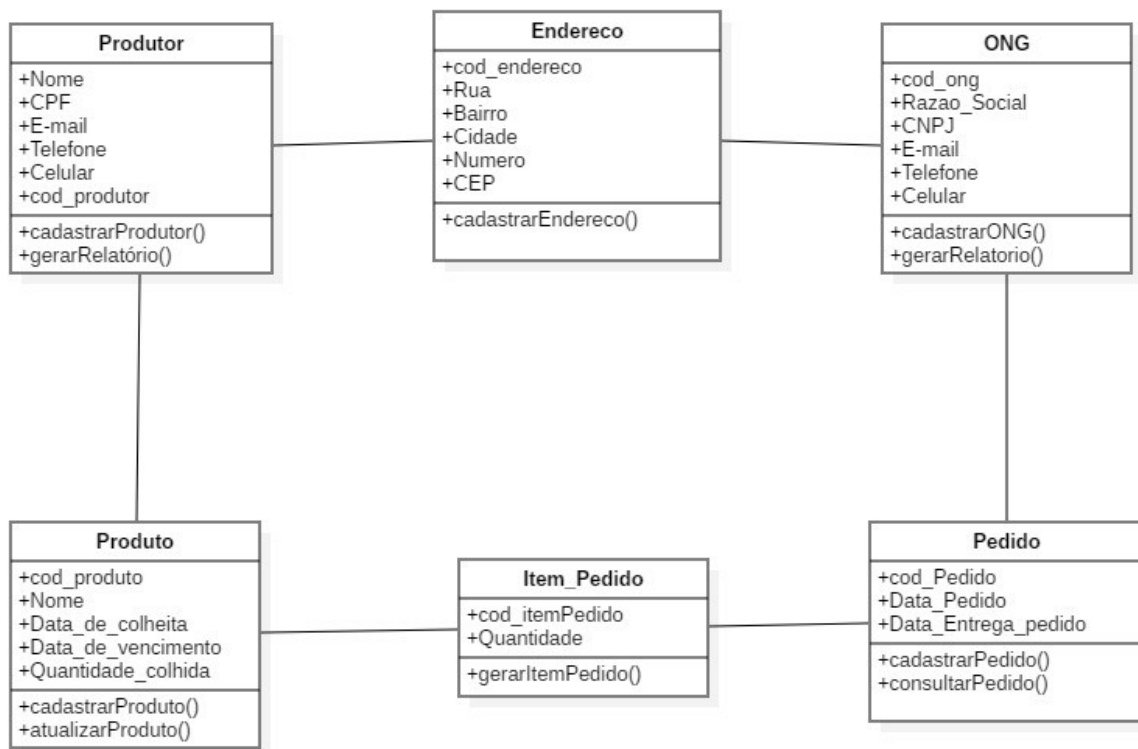 Produtor
+Nome
+CPF
+E-mail
+Telefone
+Celular
+cod_produtor
+cadastrarProdutor()
+gerarRelatório()
Endereco
+cod_endereco
+Rua
+Bairro
+Cidade
+Numero
+CEP
+cadastrarEndereco()
ONG
+cod_ong
+Razao_Social
+CNPJ
+E-mail
+Telefone
+Celular
+cadastrarONG()
+gerarRelatorio()
Produto
+cod_produto
+Nome
+Data_de_colheita
+Data_de_vencimento
+Quantidade_colhida
+cadastrarProduto()
+atualizarProduto()
Item_Pedido
+cod_itemPedido
+Quantidade
+gerarItemPedido()
Pedido
+cod_Pedido
+Data_Pedido
+Data_Entrega_pedido
+cadastrarPedido()
+consultarPedido()